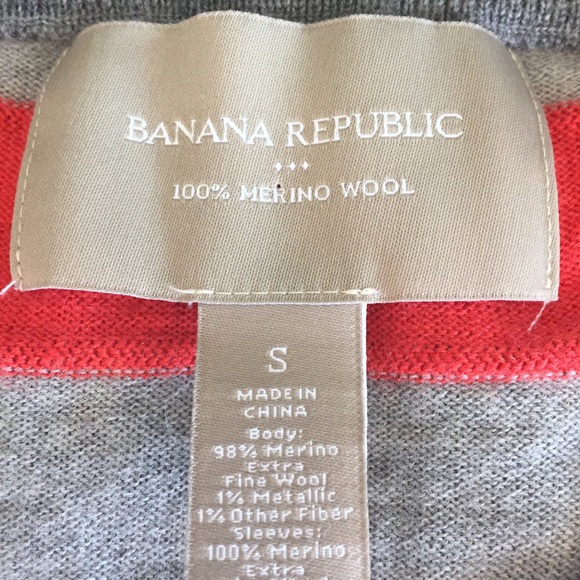 BANANA REPUBLIC
100% MERINO WOOL
S
MADE IN
CHINA
Body:
98% Merino
Extra
Fine Wool
1% Metallic
1% Other Fiber
Sleeves:
100% Merino
Extra